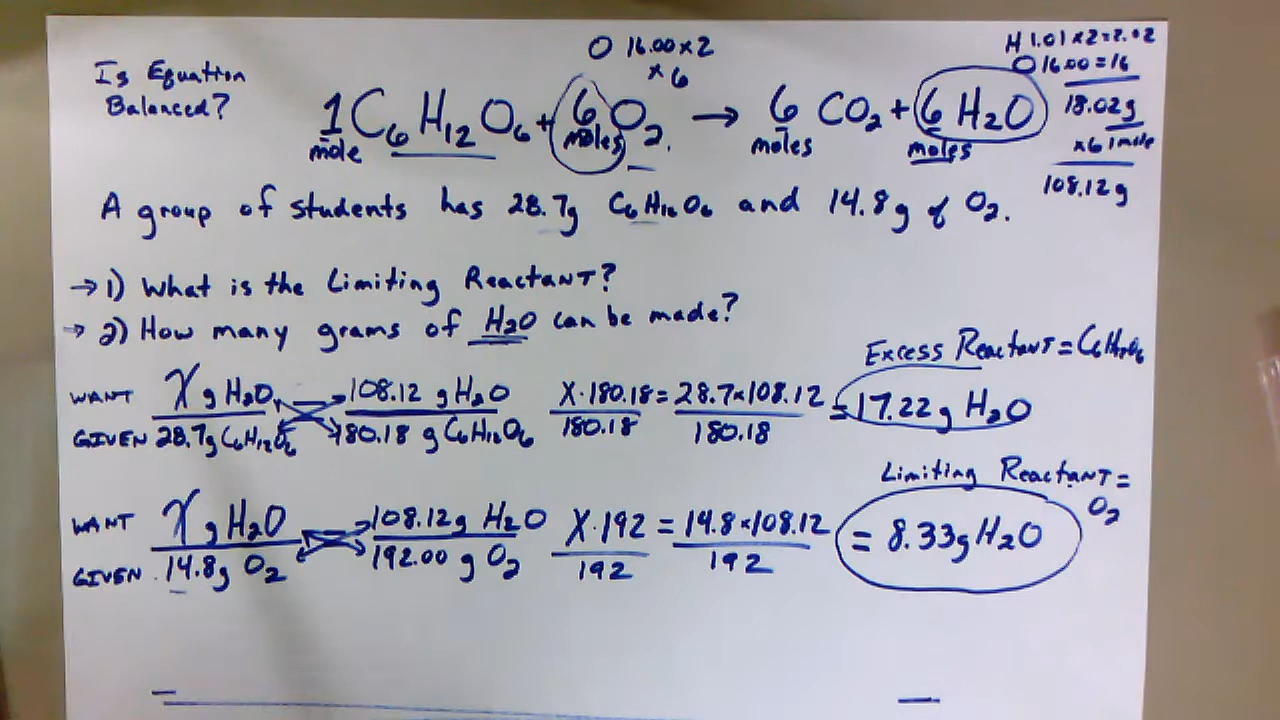 Is Equation
Balanced?
O 16.00 x 2
x 6
H 1.01 x 2 = 2.02
O 16.00 = 16
18.02g
x 6 1 mole
108.12g
1 C6H12O6 + 6 O2 → 6 CO2 + 6 H2O
mole moles moles moles
A group of students has 28.7g C6H12O6 and 14.8g of O2.
→ 1) What is the Limiting Reactant?
→ 2) How many grams of H2O can be made?
Excess Reactant = C6H12O6
WANT X g H2O 108.12 g H2O X · 180.18 = 28.7 x 108.12 = 17.22g H2O
GIVEN 28.7g C6H12O6 180.18 g C6H12O6 180.18 180.18
Limiting Reactant =
O2
WANT X g H2O 108.12g H2O X · 192 = 14.8 x 108.12 = 8.33g H2O
GIVEN 14.8g O2 192.00 g O2 192 192